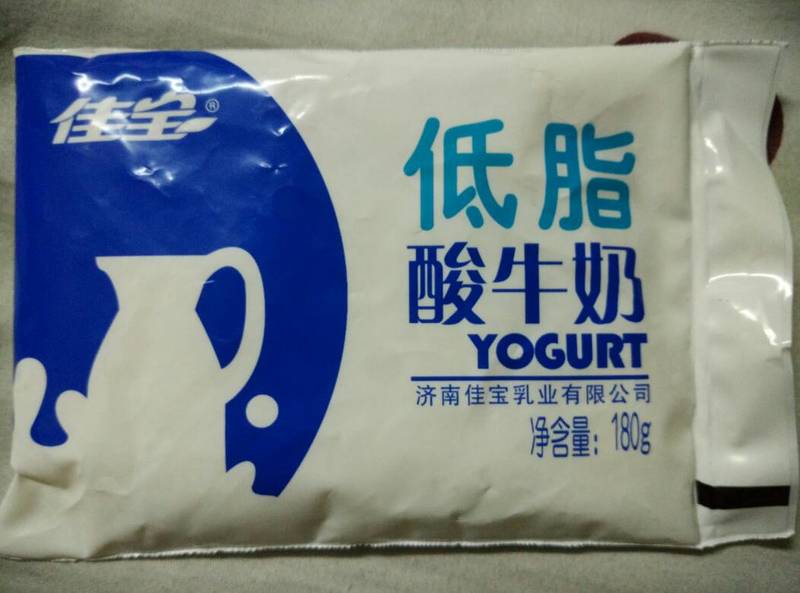 佳宝®
低脂
酸牛奶
YOGURT
济南佳宝乳业有限公司
净含量：180g